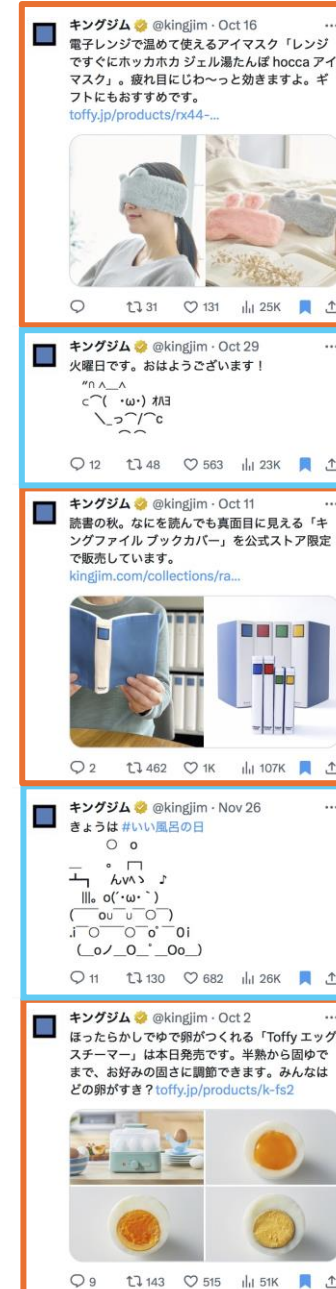 キングジム @kingjim · Oct 16
電子レンジで温めて使えるアイマスク「レンジ
ですぐにホッカホカ ジェル湯たんぽ hocca アイ
マスク」。疲れ目にじわ〜っと効きますよ。ギ
フトにもおすすめです。
toffy.jp/products/rx44-...
31 131 25K
キングジム @kingjim · Oct 29
火曜日です。おはようございます！
"∩ ∧__∧
⊂⌒( ・ω・) ｵﾊﾖ
＼_っ⌒/⌒c
⌒ ⌒
12 48 563 23K
キングジム @kingjim · Oct 11
読書の秋。なにを読んでも真面目に見える「キ
ングファイル ブックカバー」を公式ストア限定
で販売しています。
kingjim.com/collections/ra...
2 462 1K 107K
キングジム @kingjim · Nov 26
きょうは #いい風呂の日
11 130 682 26K
キングジム @kingjim · Oct 2
ほったらかしでゆで卵がつくれる「Toffy エッグ
スチーマー」は本日発売です。半熟から固ゆで
まで、お好みの固さに調節できます。みんなは
どの卵がすき？toffy.jp/products/k-fs2
9 143 515 51K